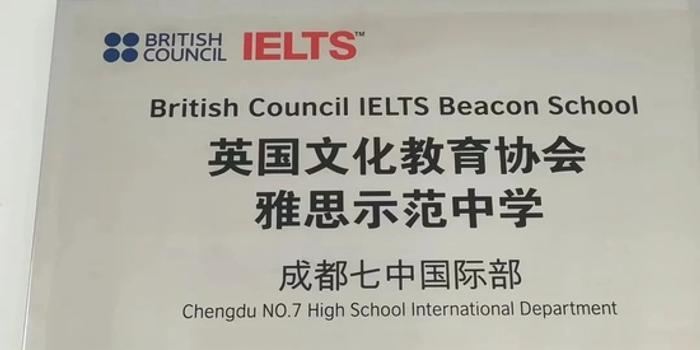 BRITISH COUNCIL IELTS™
British Council IELTS Beacon School
英国文化教育协会
雅思示范中学
成都七中国际部
Chengdu NO.7 High School International Department